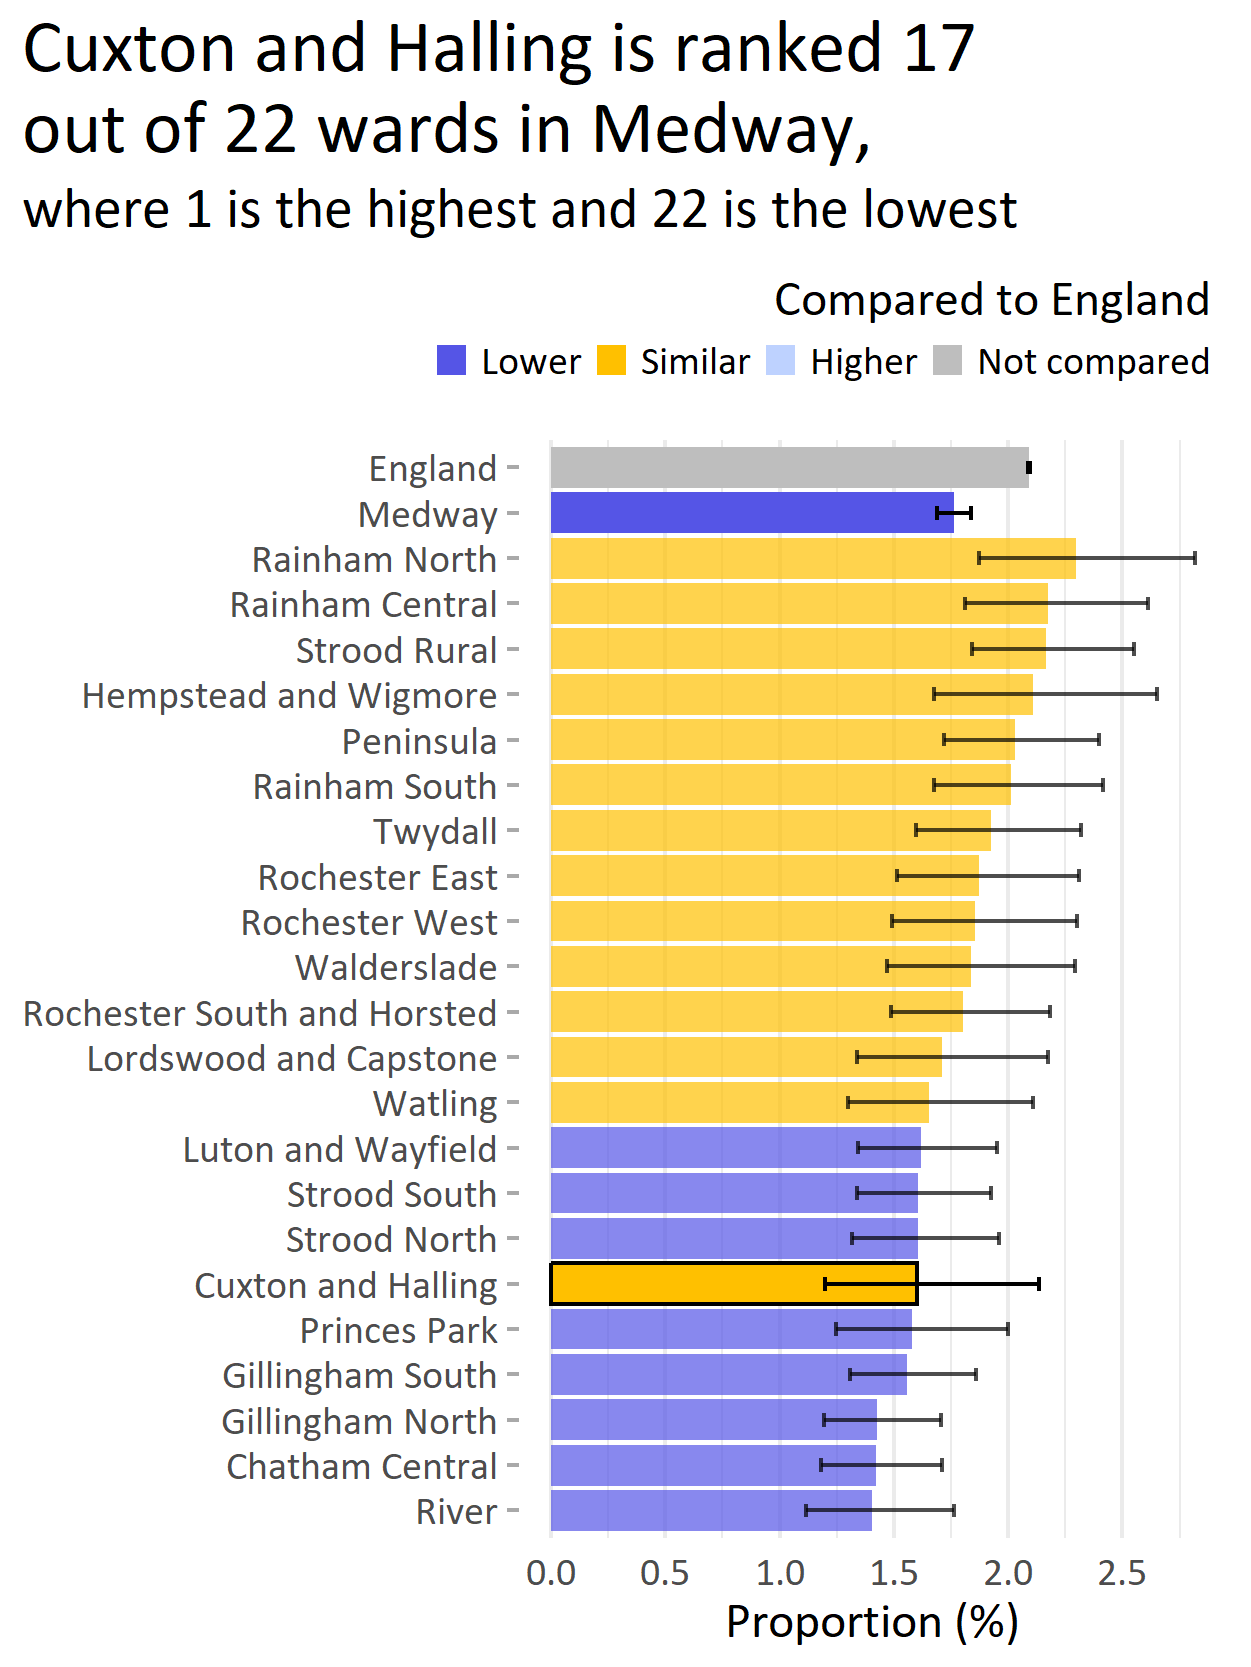 Cuxton and Halling is ranked 17
out of 22 wards in Medway,
where 1 is the highest and 22 is the lowest
Compared to England
Lower Similar Higher Not compared
England
Medway
Rainham North
Rainham Central
Strood Rural
Hempstead and Wigmore
Peninsula
Rainham South
Twydall
Rochester East
Rochester West
Walderslade
Rochester South and Horsted
Lordswood and Capstone
Watling
Luton and Wayfield
Strood South
Strood North
Cuxton and Halling
Princes Park
Gillingham South
Gillingham North
Chatham Central
River
0.0 0.5 1.0 1.5 2.0 2.5
Proportion (%)